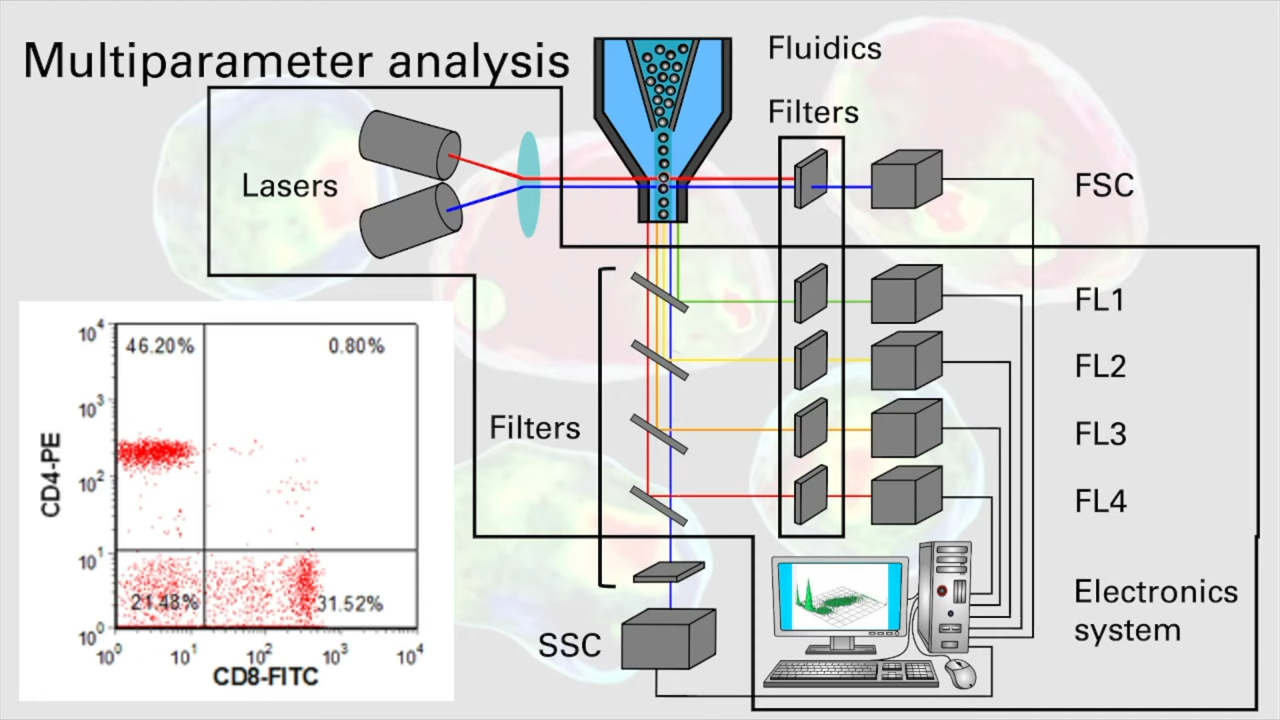 Multiparameter analysis
Fluidics
Filters
Lasers
FSC
FL1
FL2
Filters
FL3
FL4
Electronics
system
SSC
10⁴
10³
10²
10¹
10⁰
CD4-PE
46.20%
0.80%
21.48%
31.52%
10⁰ 10¹ 10² 10³ 10⁴
CD8-FITC